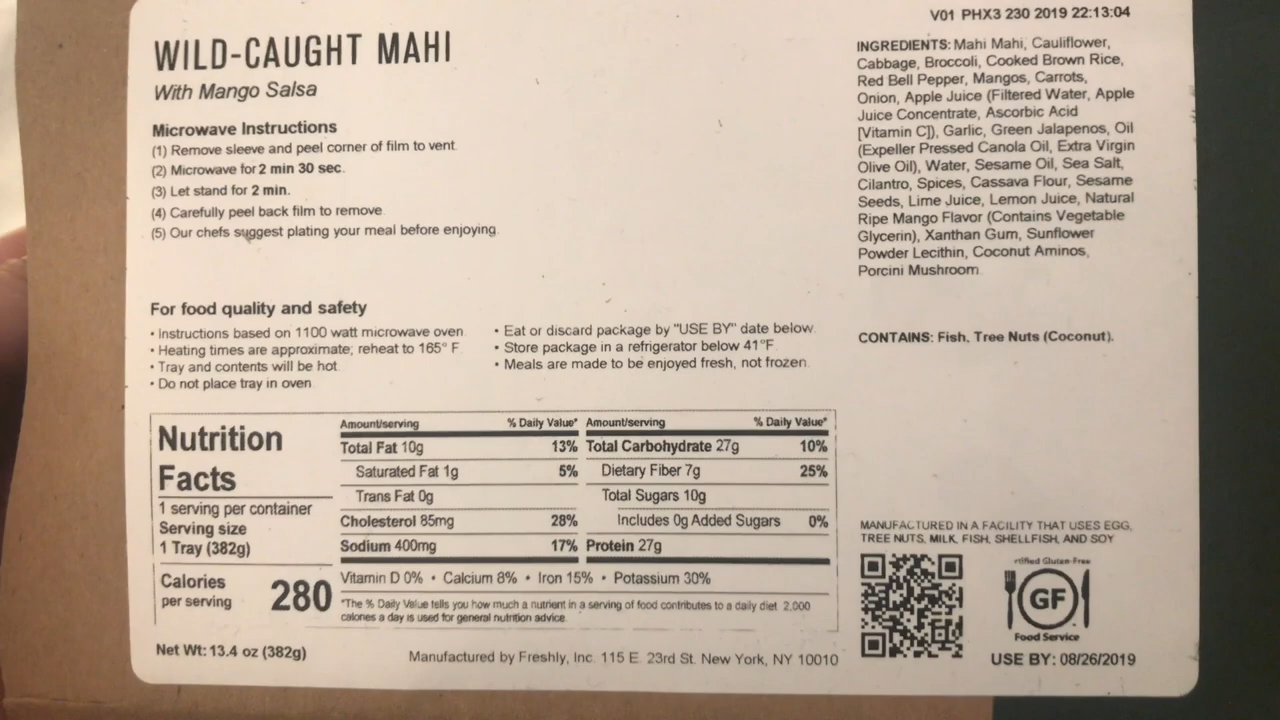 V01 PHX3 230 2019 22:13:04
WILD-CAUGHT MAHI
With Mango Salsa
Microwave Instructions
(1) Remove sleeve and peel corner of film to vent.
(2) Microwave for 2 min 30 sec.
(3) Let stand for 2 min.
(4) Carefully peel back film to remove.
(5) Our chefs suggest plating your meal before enjoying.
For food quality and safety
• Instructions based on 1100 watt microwave oven.
• Heating times are approximate; reheat to 165° F.
• Tray and contents will be hot.
• Do not place tray in oven.
• Eat or discard package by "USE BY" date below.
• Store package in a refrigerator below 41°F.
• Meals are made to be enjoyed fresh, not frozen.
Nutrition
Facts
1 serving per container
Serving size
1 Tray (382g)
Calories
per serving
280
Amount/serving % Daily Value*
Total Fat 10g 13%
Saturated Fat 1g 5%
Trans Fat 0g
Cholesterol 85mg 28%
Sodium 400mg 17%
Amount/serving % Daily Value*
Total Carbohydrate 27g 10%
Dietary Fiber 7g 25%
Total Sugars 10g
Includes 0g Added Sugars 0%
Protein 27g
Vitamin D 0% • Calcium 8% • Iron 15% • Potassium 30%
*The % Daily Value tells you how much a nutrient in a serving of food contributes to a daily diet. 2,000
calories a day is used for general nutrition advice.
Net Wt: 13.4 oz (382g)
Manufactured by Freshly, Inc. 115 E. 23rd St. New York, NY 10010
INGREDIENTS: Mahi Mahi, Cauliflower,
Cabbage, Broccoli, Cooked Brown Rice,
Red Bell Pepper, Mangos, Carrots,
Onion, Apple Juice (Filtered Water, Apple
Juice Concentrate, Ascorbic Acid
[Vitamin C]), Garlic, Green Jalapenos, Oil
(Expeller Pressed Canola Oil, Extra Virgin
Olive Oil), Water, Sesame Oil, Sea Salt,
Cilantro, Spices, Cassava Flour, Sesame
Seeds, Lime Juice, Lemon Juice, Natural
Ripe Mango Flavor (Contains Vegetable
Glycerin), Xanthan Gum, Sunflower
Powder Lecithin, Coconut Aminos,
Porcini Mushroom.
CONTAINS: Fish, Tree Nuts (Coconut).
MANUFACTURED IN A FACILITY THAT USES EGG,
TREE NUTS, MILK, FISH, SHELLFISH, AND SOY
rtified Gluten-Free
GF
Food Service
USE BY: 08/26/2019